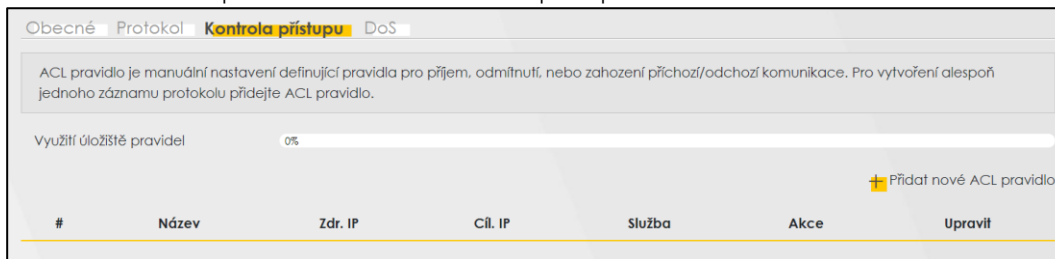 Obecné Protokol Kontrola přístupu DoS
ACL pravidlo je manuální nastavení definující pravidla pro příjem, odmítnutí, nebo zahození příchozí/odchozí komunikace. Pro vytvoření alespoň
jednoho záznamu protokolu přidejte ACL pravidlo.
Využití úložiště pravidel 0%
+ Přidat nové ACL pravidlo
# Název Zdr. IP Cíl. IP Služba Akce Upravit